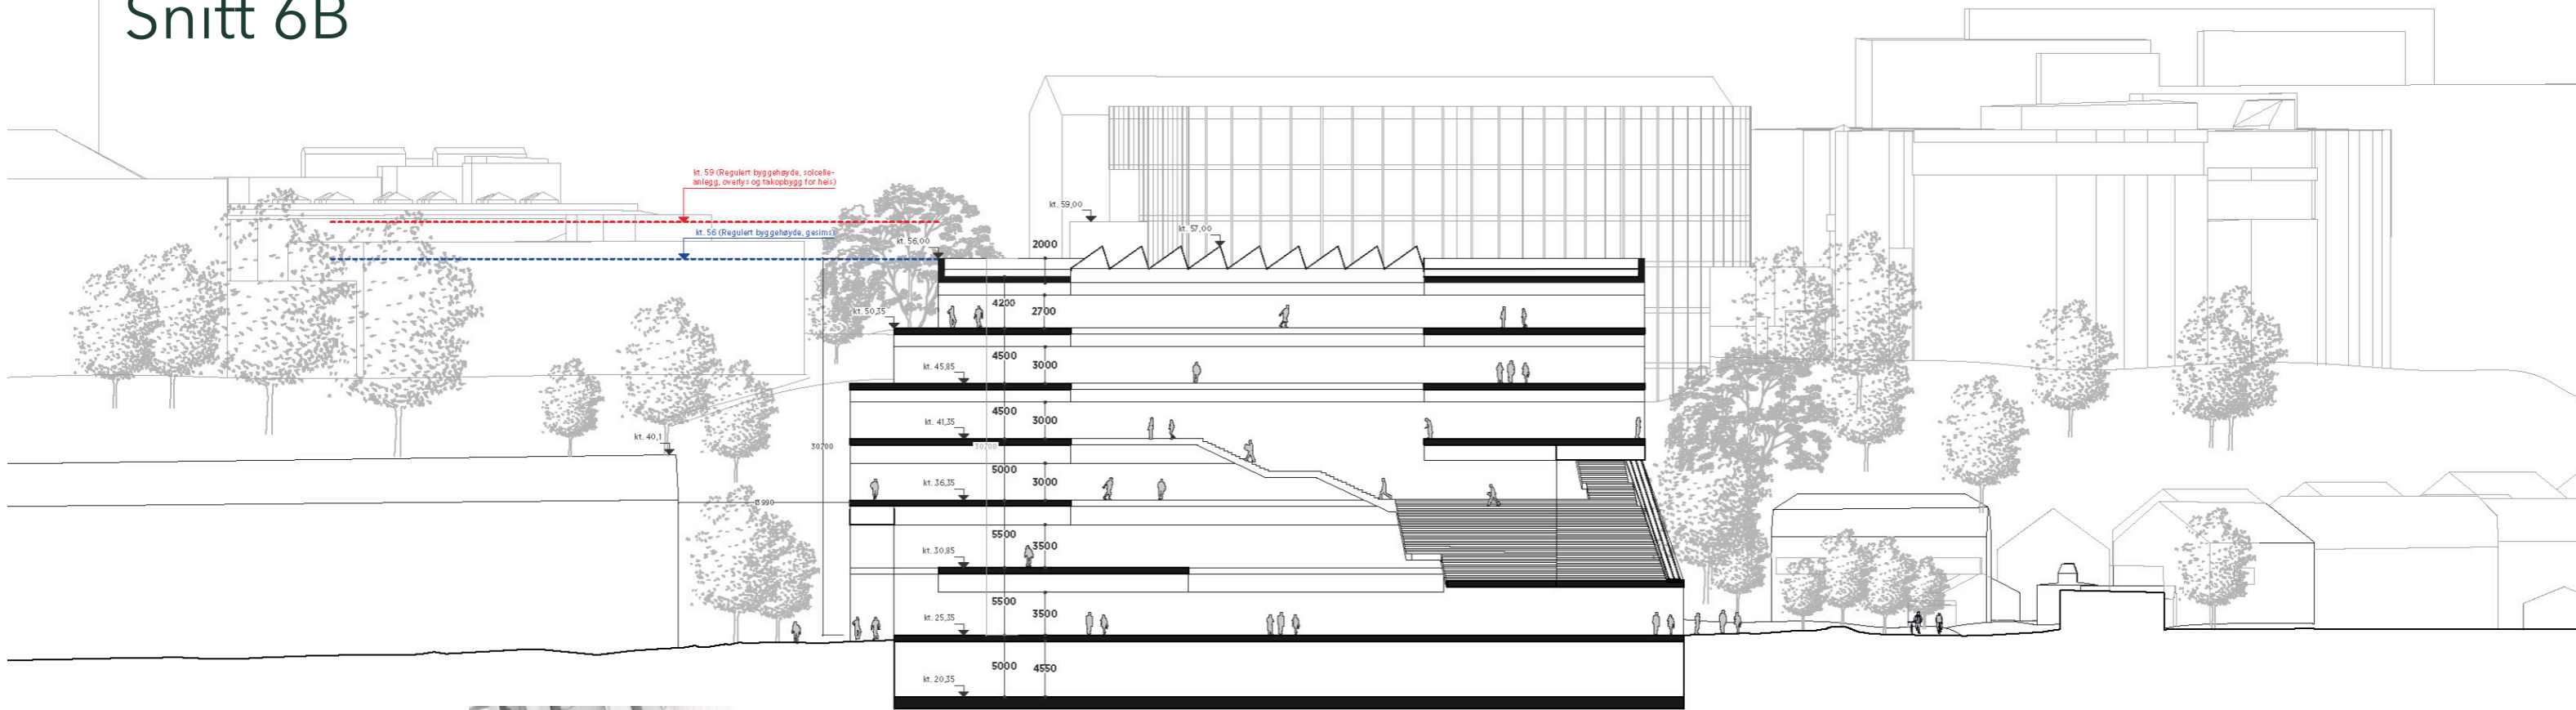 Snitt 6B
kt. 59 (Regulert byggehøyde, solcelle-
anlegg, overlys og takopbygg for heis)
kt. 56 (Regulert byggehøyde, gesims)
kt. 59,00
kt. 57,00
kt. 56,00
2000
4200
2700
kt. 50,35
4500
3000
kt. 45,85
4500
3000
kt. 41,35
kt. 40,1
30700
30700
5000
3000
kt. 36,35
5500
3500
kt. 30,85
5500
3500
kt. 25,35
5000
4550
kt. 20,35